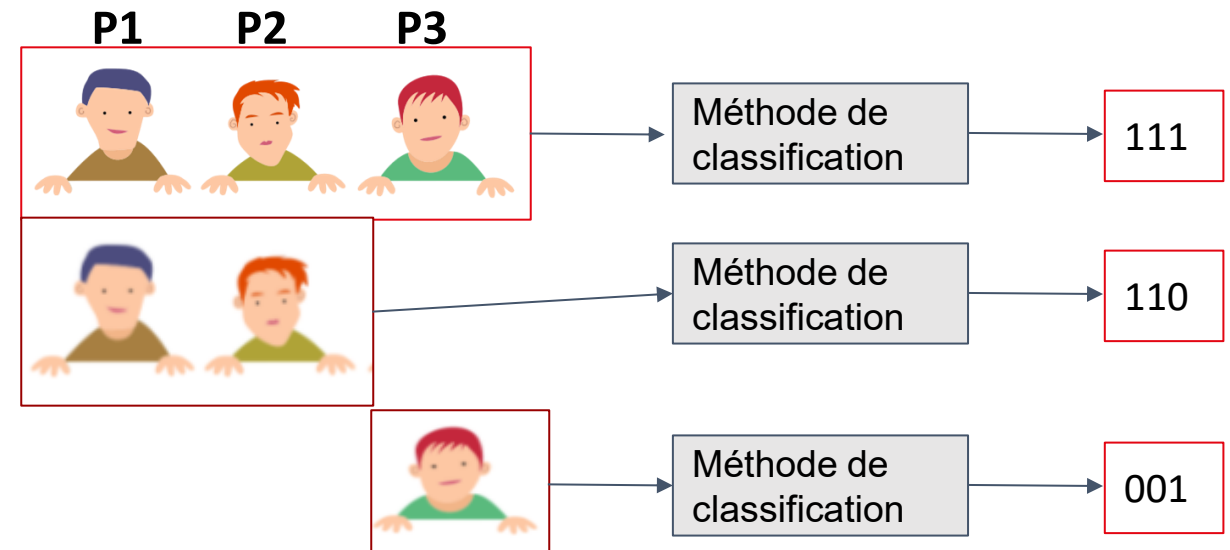 P1 P2 P3
Méthode de
classification
111
Méthode de
classification
110
Méthode de
classification
001